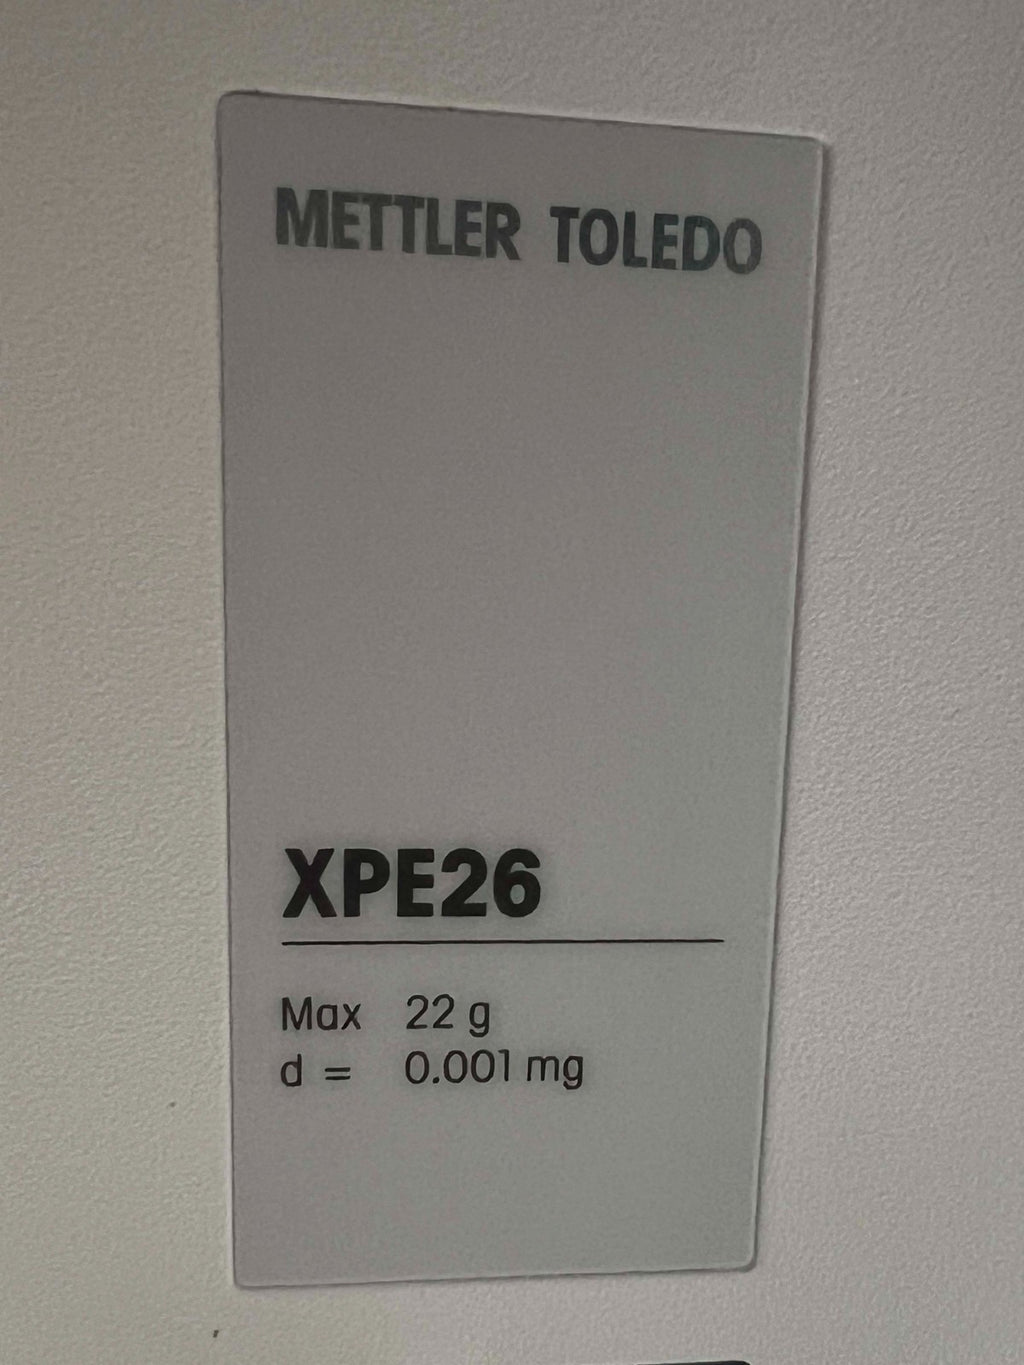 METTLER TOLEDO
XPE26
Max 22 g
d = 0.001 mg